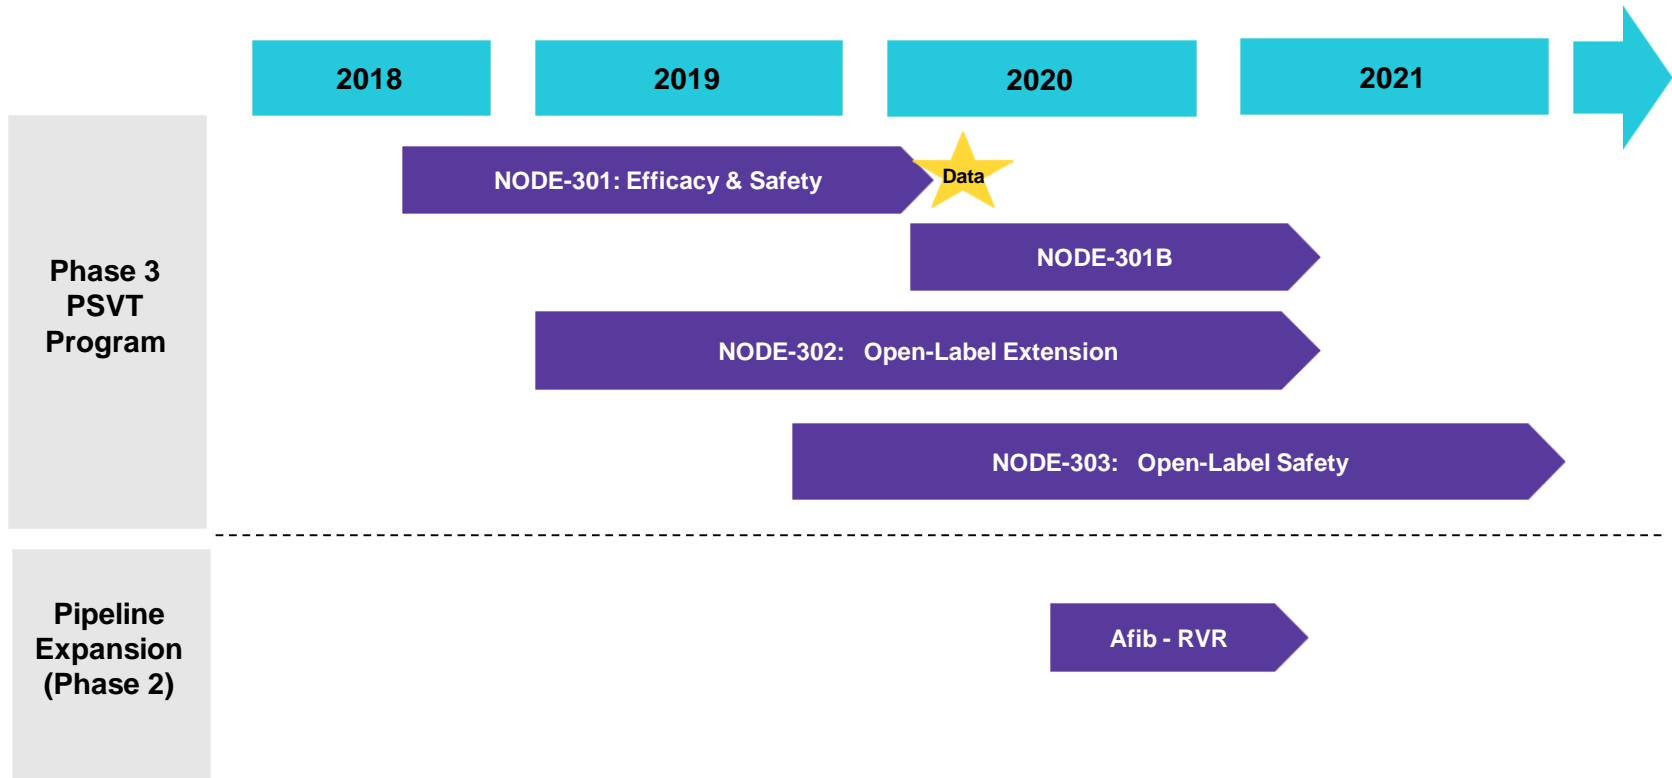 2018
2019
2020
2021
Phase 3
PSVT
Program
NODE-301: Efficacy & Safety
Data
NODE-301B
NODE-302: Open-Label Extension
NODE-303: Open-Label Safety
Pipeline
Expansion
(Phase 2)
Afib - RVR